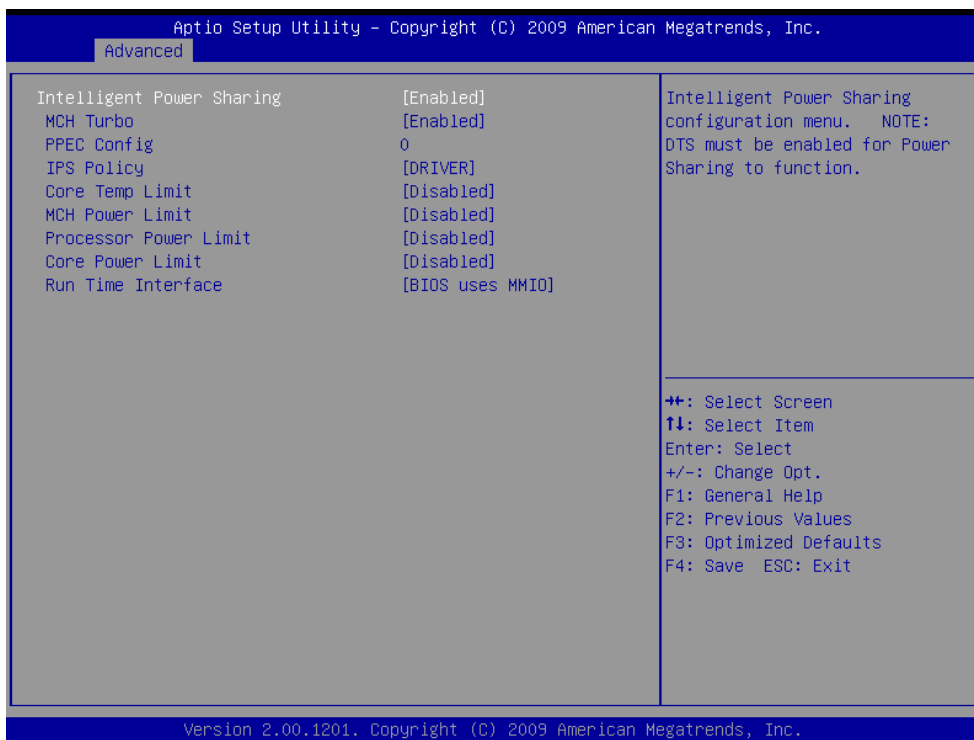 Aptio Setup Utility – Copyright (C) 2009 American Megatrends, Inc.
Advanced
Intelligent Power Sharing [Enabled]
MCH Turbo [Enabled]
PPEC Config 0
IPS Policy [DRIVER]
Core Temp Limit [Disabled]
MCH Power Limit [Disabled]
Processor Power Limit [Disabled]
Core Power Limit [Disabled]
Run Time Interface [BIOS uses MMIO]
Intelligent Power Sharing
configuration menu. NOTE:
DTS must be enabled for Power
Sharing to function.
→←: Select Screen
↑↓: Select Item
Enter: Select
+/-: Change Opt.
F1: General Help
F2: Previous Values
F3: Optimized Defaults
F4: Save ESC: Exit
Version 2.00.1201. Copyright (C) 2009 American Megatrends, Inc.